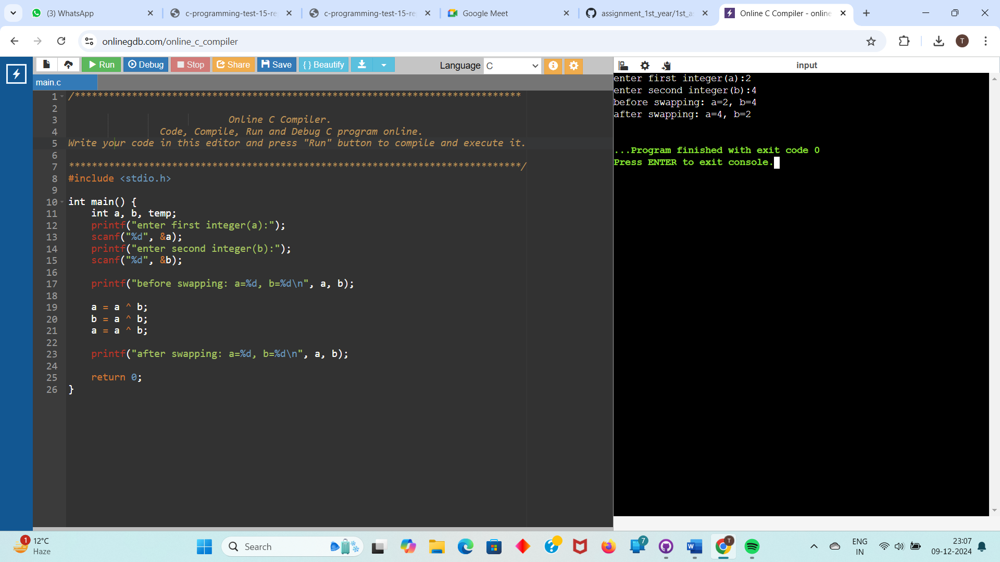 (3) WhatsApp
c-programming-test-15-re
c-programming-test-15-re
Google Meet
assignment_1st_year/1st_a
Online C Compiler - online
onlinegdb.com/online_c_compiler
T
Run
Debug
Stop
Share
Save
{ } Beautify
Language C
input
main.c
1 /******************************************************************************
2
3 Online C Compiler.
4 Code, Compile, Run and Debug C program online.
5 Write your code in this editor and press "Run" button to compile and execute it.
6
7 *******************************************************************************/
8 #include <stdio.h>
9
10 int main() {
11 int a, b, temp;
12 printf("enter first integer(a):");
13 scanf("%d", &a);
14 printf("enter second integer(b):");
15 scanf("%d", &b);
16
17 printf("before swapping: a=%d, b=%d\n", a, b);
18
19 a = a ^ b;
20 b = a ^ b;
21 a = a ^ b;
22
23 printf("after swapping: a=%d, b=%d\n", a, b);
24
25 return 0;
26 }
enter first integer(a):2
enter second integer(b):4
before swapping: a=2, b=4
after swapping: a=4, b=2
...Program finished with exit code 0
Press ENTER to exit console.
1
12°C
Haze
Search
7
T
ENG
IN
23:07
09-12-2024